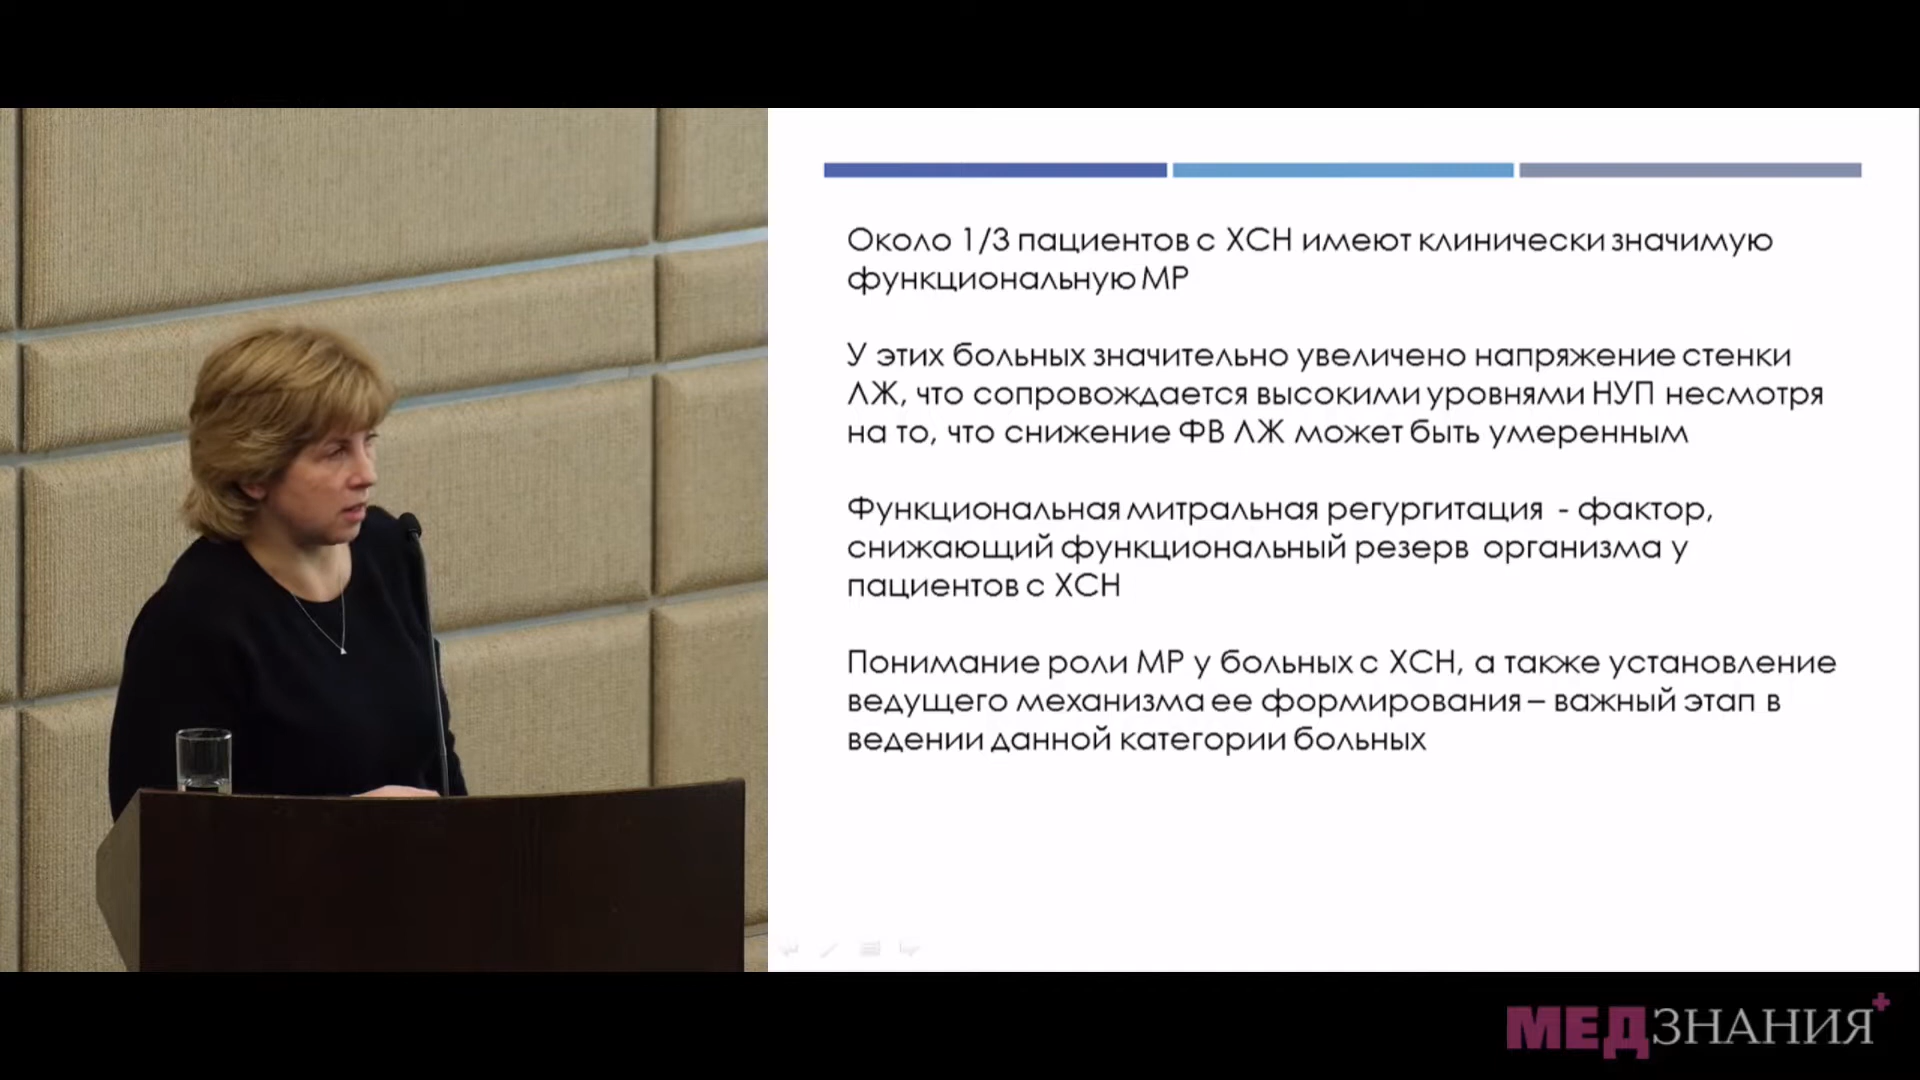 Около 1/3 пациентов с ХСН имеют клинически значимую
функциональную МР
У этих больных значительно увеличено напряжение стенки
ЛЖ, что сопровождается высокими уровнями НУП несмотря
на то, что снижение ФВ ЛЖ может быть умеренным
Функциональная митральная регургитация - фактор,
снижающий функциональный резерв организма у
пациентов с ХСН
Понимание роли МР у больных с ХСН, а также установление
ведущего механизма ее формирования – важный этап в
ведении данной категории больных
МЕДЗНАНИЯ+